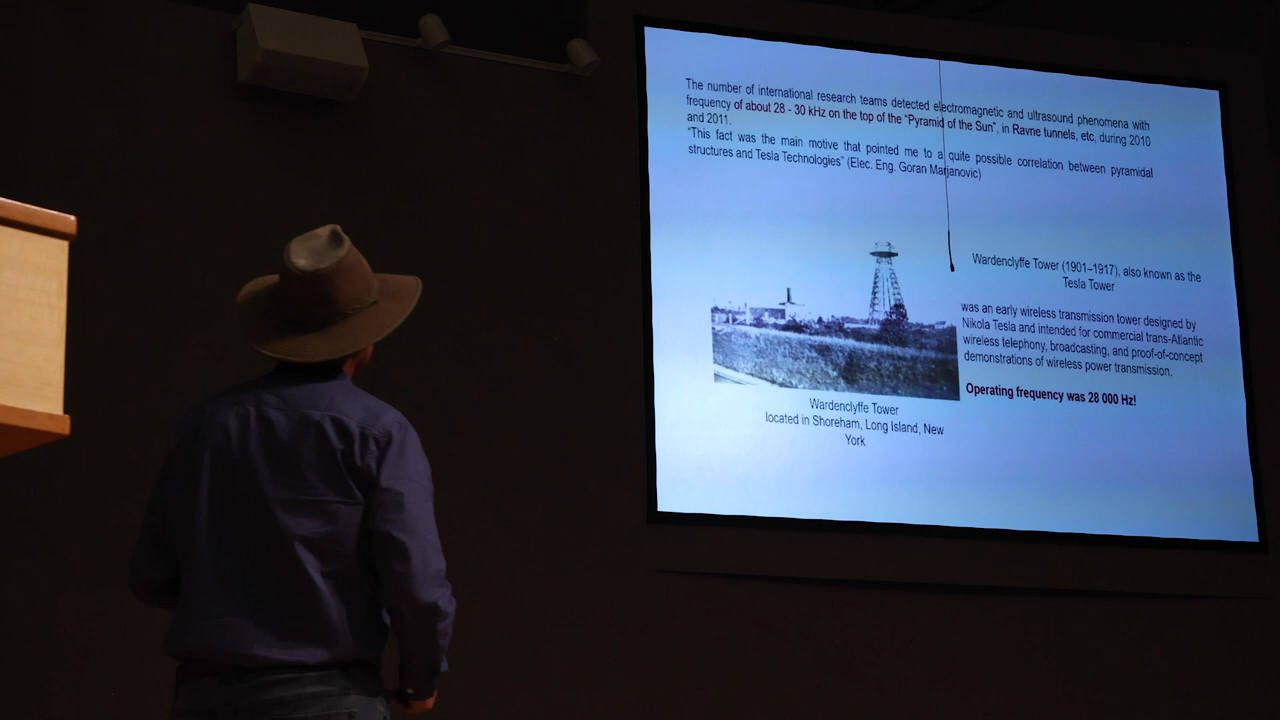 The number of international research teams detected electromagnetic and ultrasound phenomena with
frequency of about 28 - 30 kHz on the top of the “Pyramid of the Sun”, in Ravne tunnels, etc, during 2010
and 2011.
“This fact was the main motive that pointed me to a quite possible correlation between pyramidal
structures and Tesla Technologies” (Elec. Eng. Goran Marjanovic)
Wardenclyffe Tower (1901–1917), also known as the
Tesla Tower
was an early wireless transmission tower designed by
Nikola Tesla and intended for commercial trans-Atlantic
wireless telephony, broadcasting, and proof-of-concept
demonstrations of wireless power transmission.
Operating frequency was 28 000 Hz!
Wardenclyffe Tower
located in Shoreham, Long Island, New
York